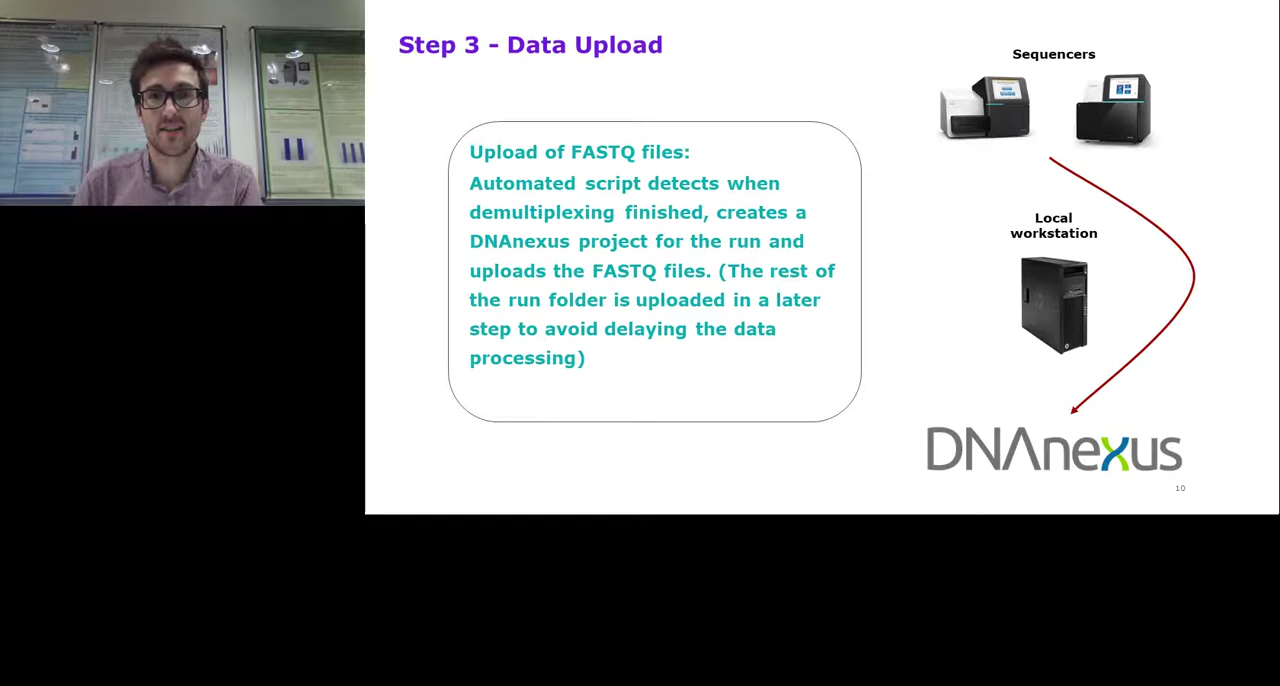 Step 3 - Data Upload
Sequencers
Upload of FASTQ files:
Automated script detects when
demultiplexing finished, creates a
DNAnexus project for the run and
uploads the FASTQ files. (The rest of
the run folder is uploaded in a later
step to avoid delaying the data
processing)
Local
workstation
DNAnexus
10